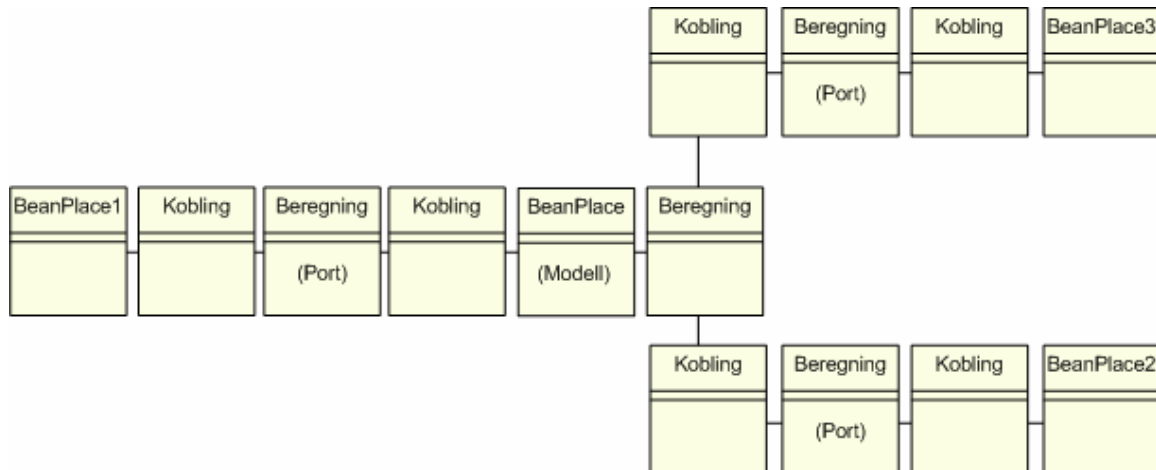 Kobling Beregning Kobling BeanPlace3
(Port)
BeanPlace1 Kobling Beregning Kobling BeanPlace Beregning
(Port) (Modell)
Kobling Beregning Kobling BeanPlace2
(Port)